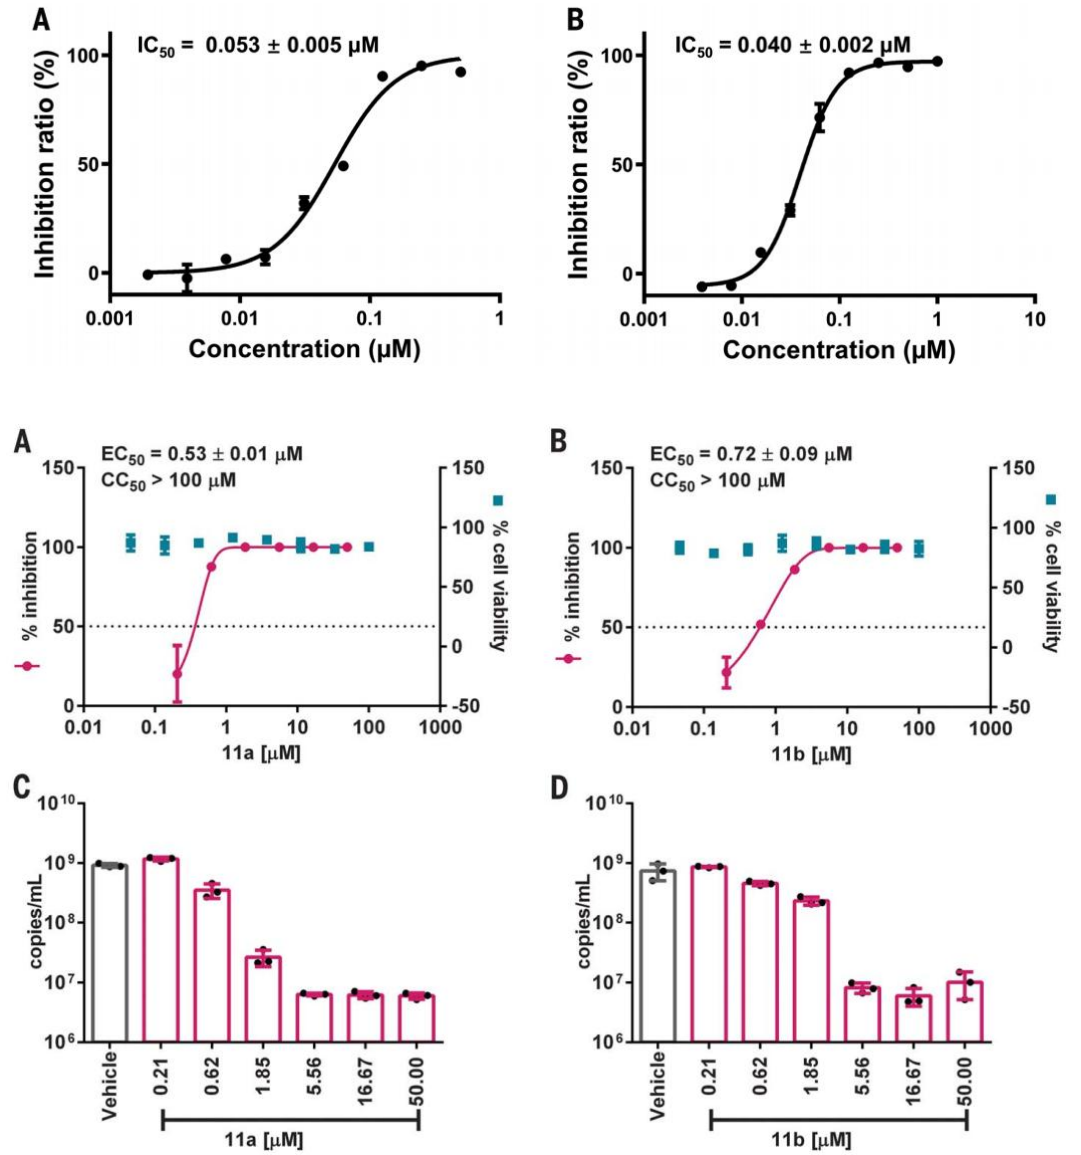 A
IC50 = 0.053 ± 0.005 µM
Inhibition ratio (%)
100
50
0
0.001 0.01 0.1 1
Concentration (µM)
B
IC50 = 0.040 ± 0.002 µM
Inhibition ratio (%)
100
50
0
0.001 0.01 0.1 1 10
Concentration (µM)
A
EC50 = 0.53 ± 0.01 µM
CC50 > 100 µM
% inhibition
150
100
50
0
150
100
50
0
-50
% cell viability
0.01 0.1 1 10 100 1000
11a [µM]
B
EC50 = 0.72 ± 0.09 µM
CC50 > 100 µM
% inhibition
150
100
50
0
150
100
50
0
-50
% cell viability
0.01 0.1 1 10 100 1000
11b [µM]
C
copies/mL
10^10
10^9
10^8
10^7
10^6
Vehicle 0.21 0.62 1.85 5.56 16.67 50.00
11a [µM]
D
copies/mL
10^10
10^9
10^8
10^7
10^6
Vehicle 0.21 0.62 1.85 5.56 16.67 50.00
11b [µM]